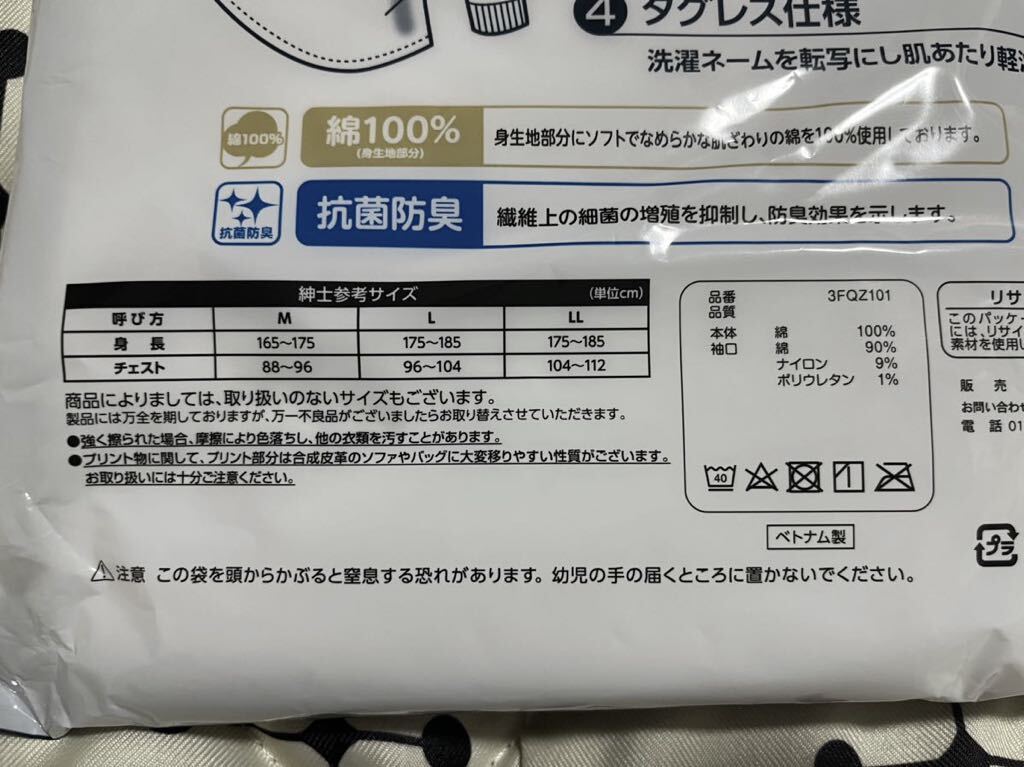 4 タグレス仕様
洗濯ネームを転写にし肌あたり軽
綿100%
綿100%
(身生地部分)
身生地部分にソフトでなめらかな肌ざわりの綿を100%使用しております。
抗菌防臭
抗菌防臭
繊維上の細菌の増殖を抑制し、防臭効果を示します。
紳士参考サイズ (単位cm)
呼び方 M L LL
身長 165〜175 175〜185 175〜185
チェスト 88〜96 96〜104 104〜112
商品によりましては、取り扱いのないサイズもございます。
製品には万全を期しておりますが、万一不良品がございましたらお取り替えさせていただきます。
●強く擦られた場合、摩擦により色落ちし、他の衣類を汚すことがあります。
●プリント物に関して、プリント部分は合成皮革のソファやバッグに大変移りやすい性質がございます。
お取り扱いには十分ご注意ください。
品番 3FQZ101
品質
本体 綿 100%
袖口 綿 90%
ナイロン 9%
ポリウレタン 1%
40
ベトナム製
リサ
このパッケー
には、リサイ
素材を使用し
販売
お問い合わせ
電話 01
プラ
注意 この袋を頭からかぶると窒息する恐れがあります。幼児の手の届くところに置かないでください。